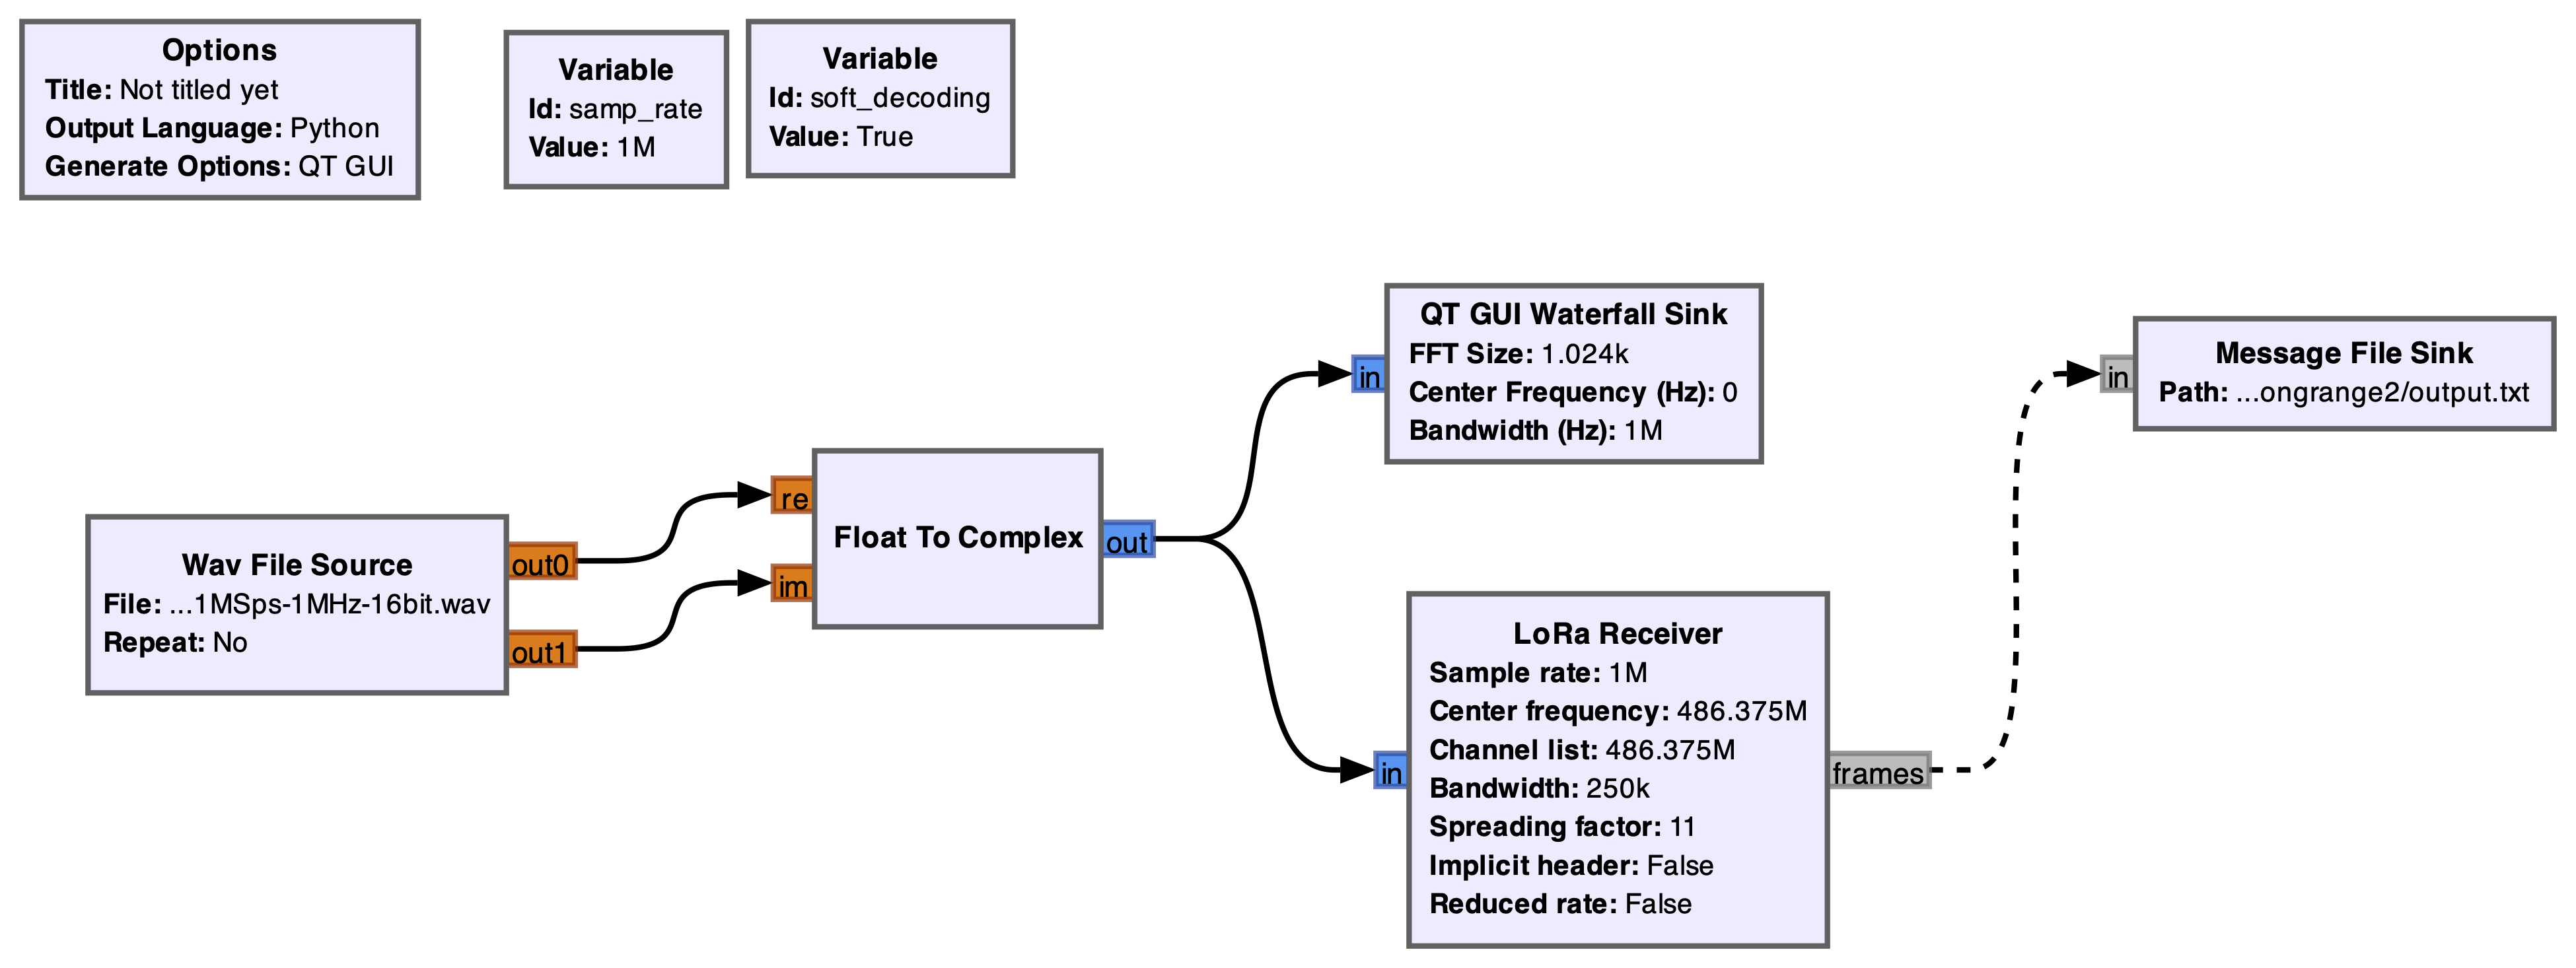 Options
Title: Not titled yet
Output Language: Python
Generate Options: QT GUI
Variable
Id: samp_rate
Value: 1M
Variable
Id: soft_decoding
Value: True
Wav File Source
File: ...1MSps-1MHz-16bit.wav
Repeat: No
out0
out1
re
im
Float To Complex
out
in
QT GUI Waterfall Sink
FFT Size: 1.024k
Center Frequency (Hz): 0
Bandwidth (Hz): 1M
in
LoRa Receiver
Sample rate: 1M
Center frequency: 486.375M
Channel list: 486.375M
Bandwidth: 250k
Spreading factor: 11
Implicit header: False
Reduced rate: False
frames
in
Message File Sink
Path: ...ongrange2/output.txt